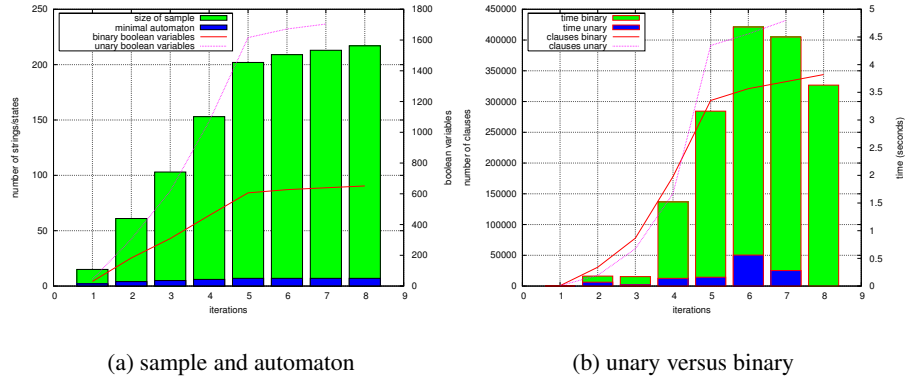 size of sample
minimal automaton
binary boolean variables
unary boolean variables
number of strings/states
250
200
150
100
50
0
1800
1600
1400
1200
1000
800
600
400
200
0
boolean variables
0 1 2 3 4 5 6 7 8 9
iterations
(a) sample and automaton
time binary
time unary
clauses binary
clauses unary
number of clauses
450000
400000
350000
300000
250000
200000
150000
100000
50000
0
5
4.5
4
3.5
3
2.5
2
1.5
1
0.5
0
time (seconds)
0 1 2 3 4 5 6 7 8 9
iterations
(b) unary versus binary